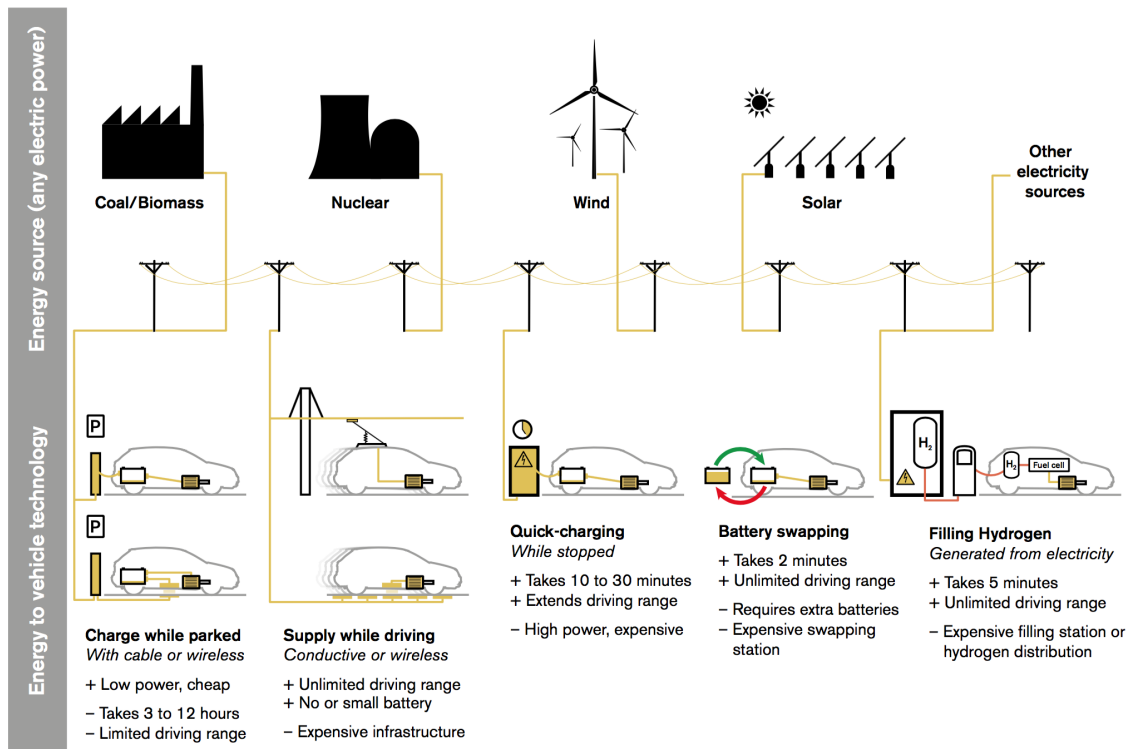 Energy source (any electric power)
Coal/Biomass
Nuclear
Wind
Solar
Other
electricity
sources
Energy to vehicle technology
P
P
Charge while parked
With cable or wireless
+ Low power, cheap
– Takes 3 to 12 hours
– Limited driving range
Supply while driving
Conductive or wireless
+ Unlimited driving range
+ No or small battery
– Expensive infrastructure
Quick-charging
While stopped
+ Takes 10 to 30 minutes
+ Extends driving range
– High power, expensive
Battery swapping
+ Takes 2 minutes
+ Unlimited driving range
– Requires extra batteries
– Expensive swapping
station
H₂
H₂
Fuel cell
Filling Hydrogen
Generated from electricity
+ Takes 5 minutes
+ Unlimited driving range
– Expensive filling station or
hydrogen distribution